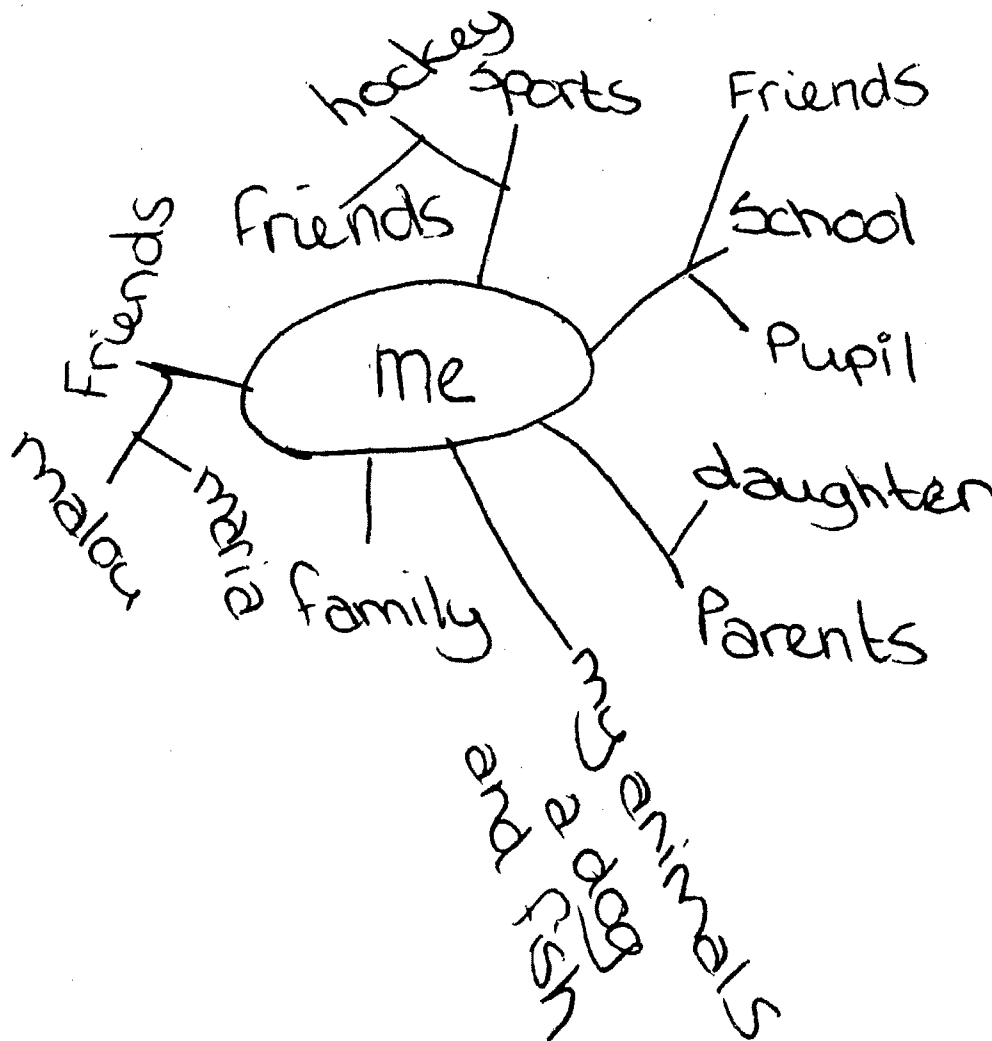 hockey
Sports
Friends
Friends
School
Pupil
Friends
me
malou
maria
daughter
Parents
family
my animals
a dog
and fish